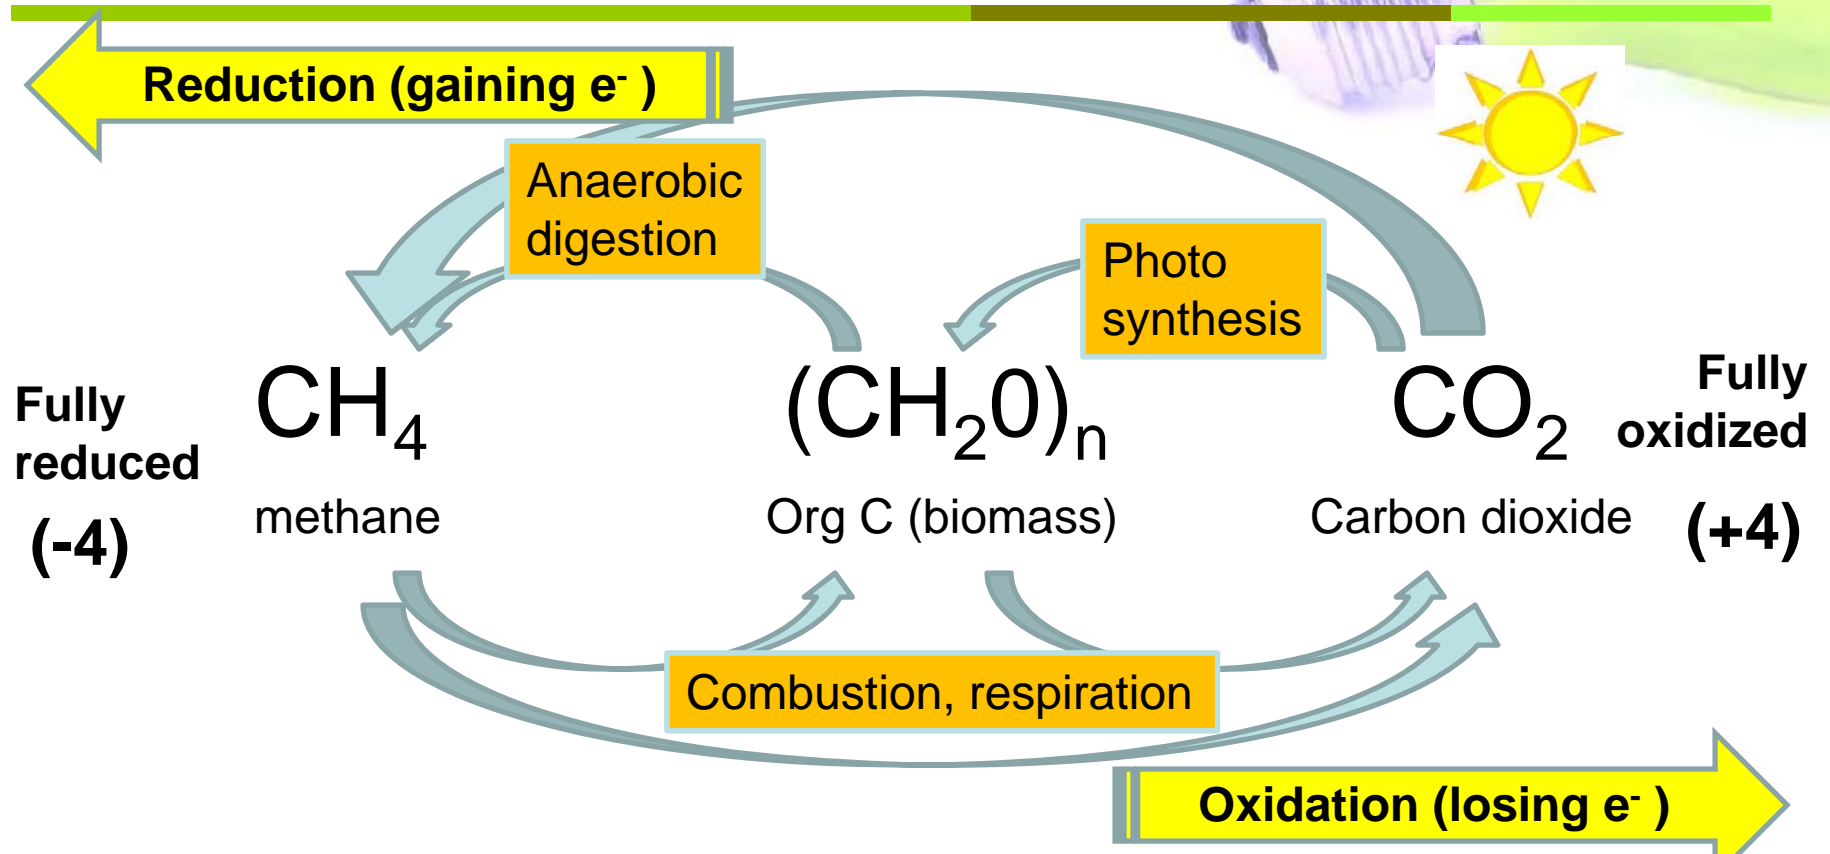 Reduction (gaining e⁻ )
Anaerobic
digestion
Photo
synthesis
Fully
reduced
(-4)
CH₄
methane
(CH₂0)ₙ
Org C (biomass)
CO₂
Carbon dioxide
Fully
oxidized
(+4)
Combustion, respiration
Oxidation (losing e⁻ )